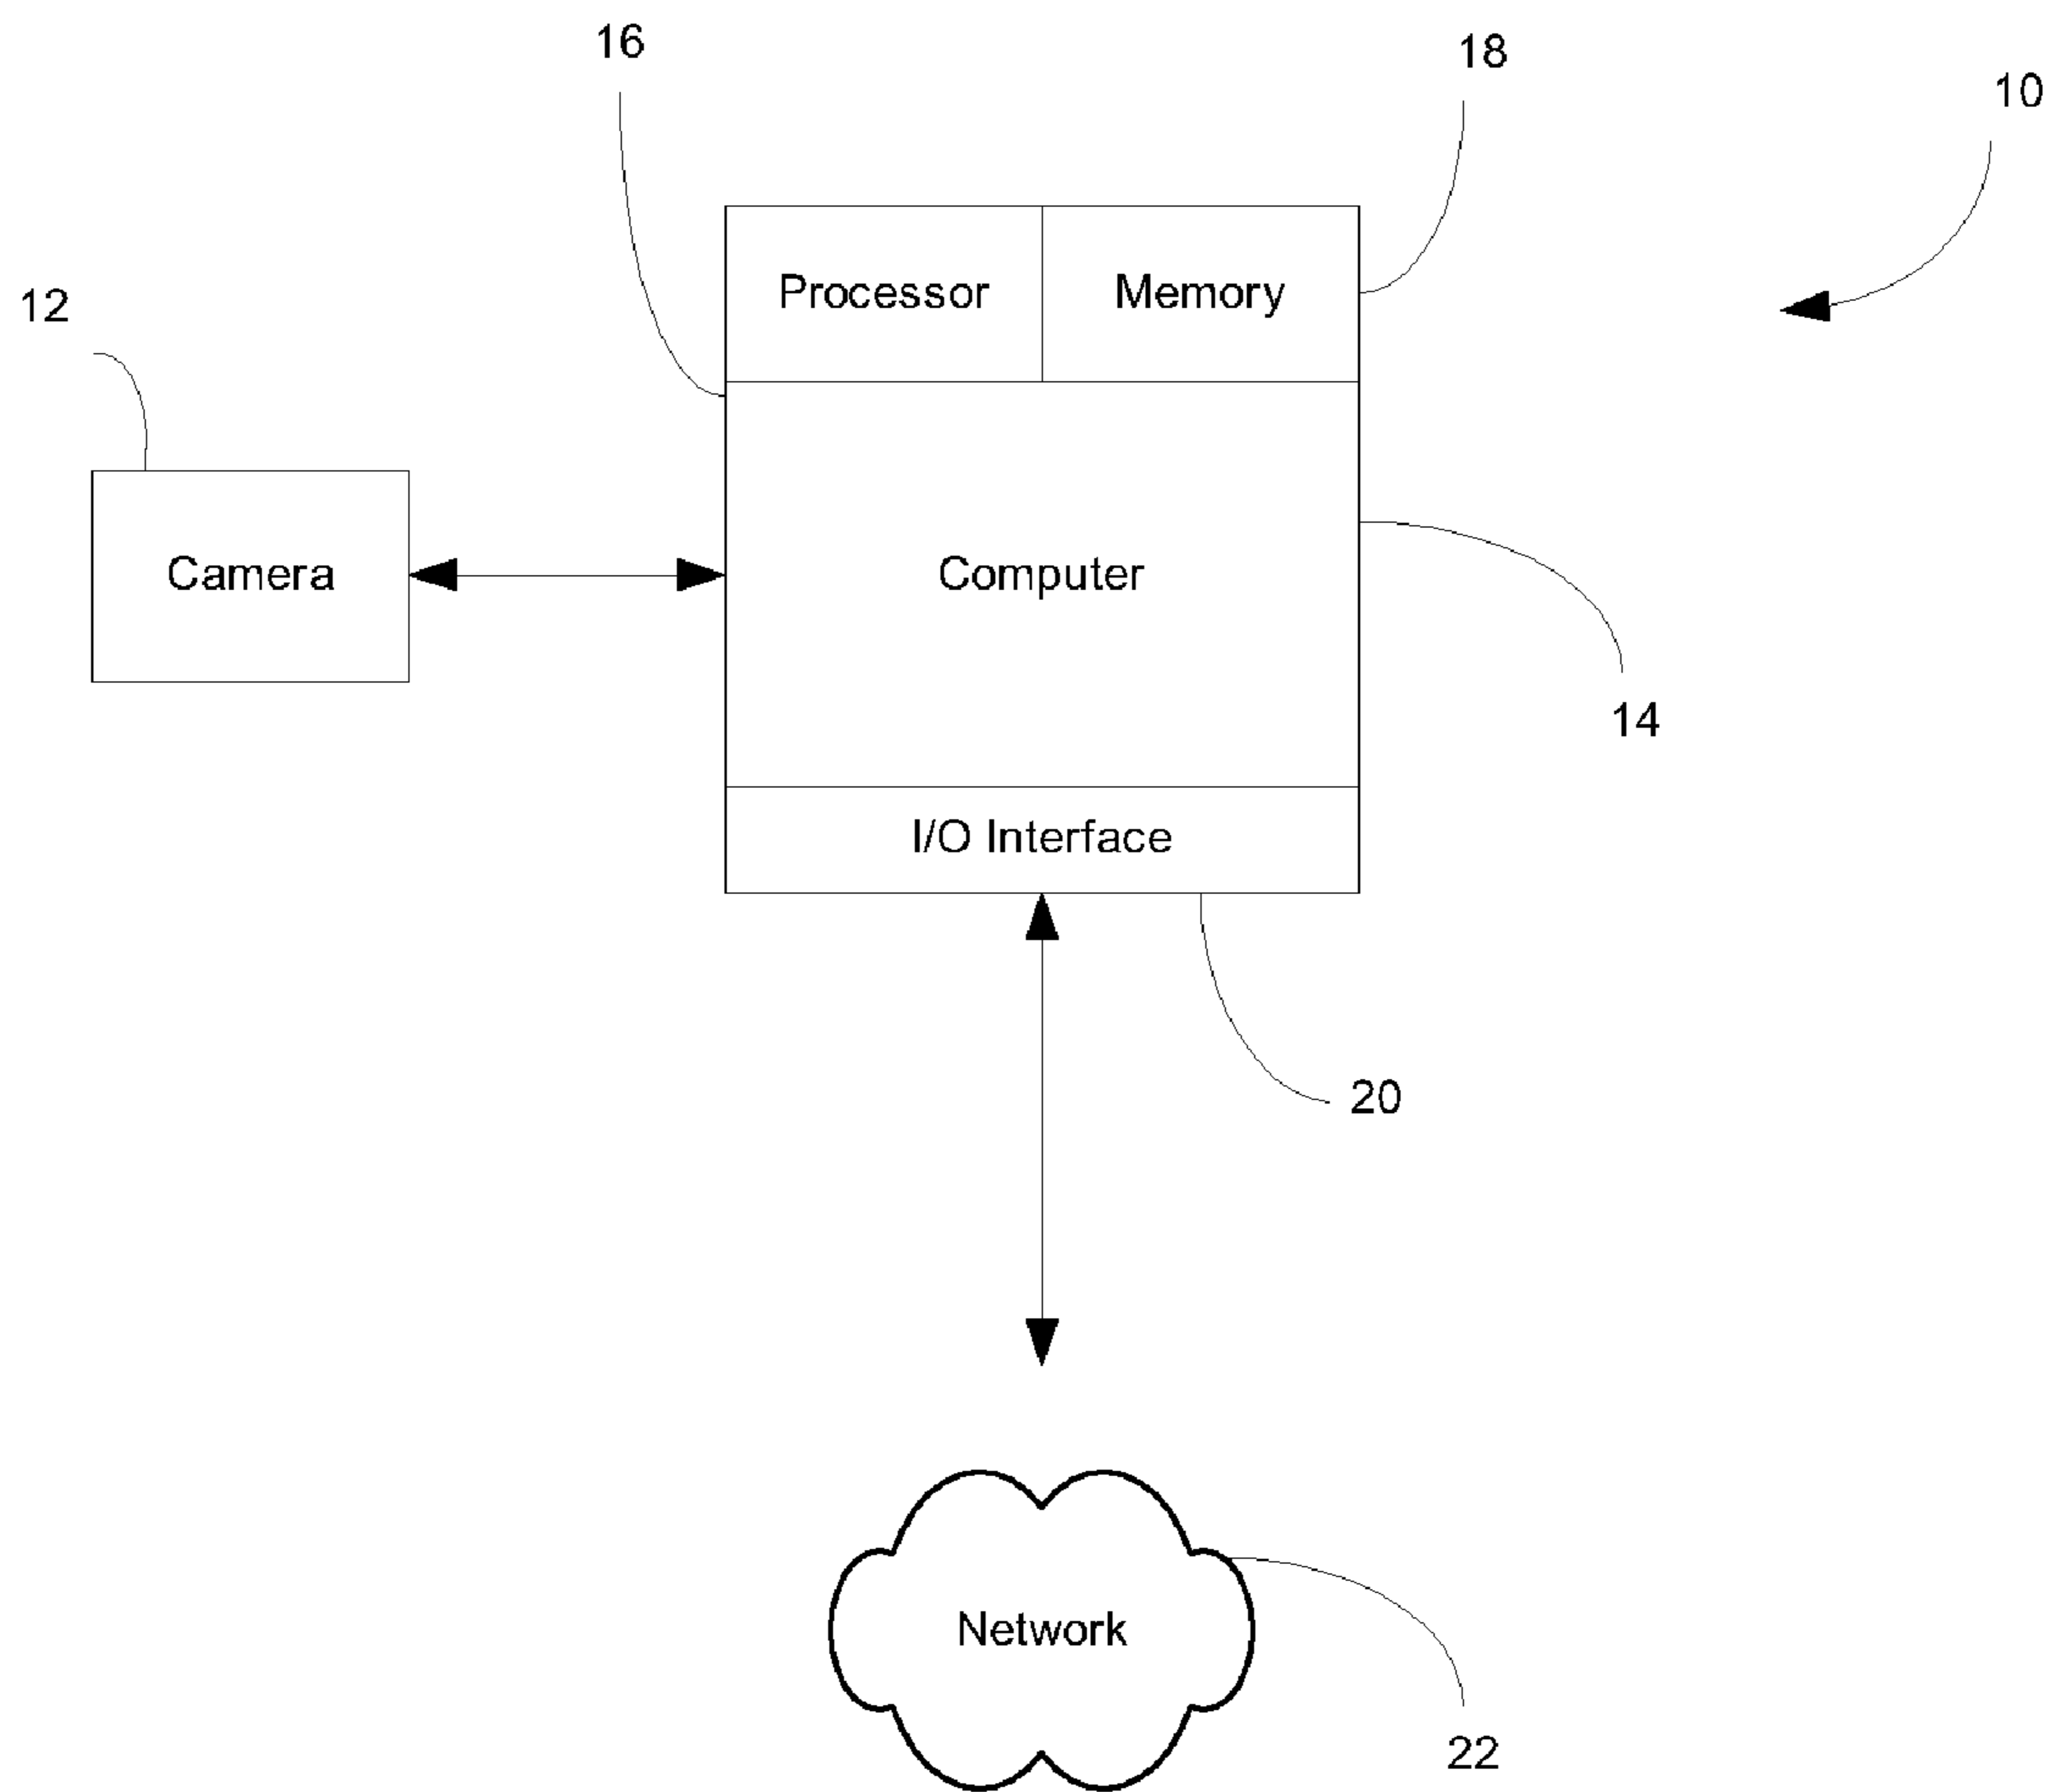 16
18
10
12
Processor
Memory
Camera
Computer
14
I/O Interface
20
Network
22